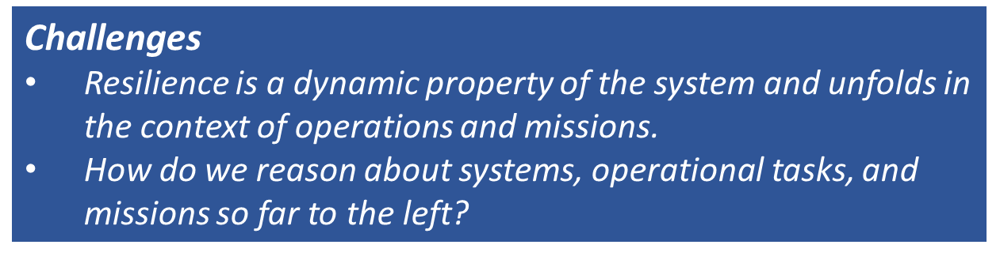 Challenges
• Resilience is a dynamic property of the system and unfolds in
the context of operations and missions.
• How do we reason about systems, operational tasks, and
missions so far to the left?